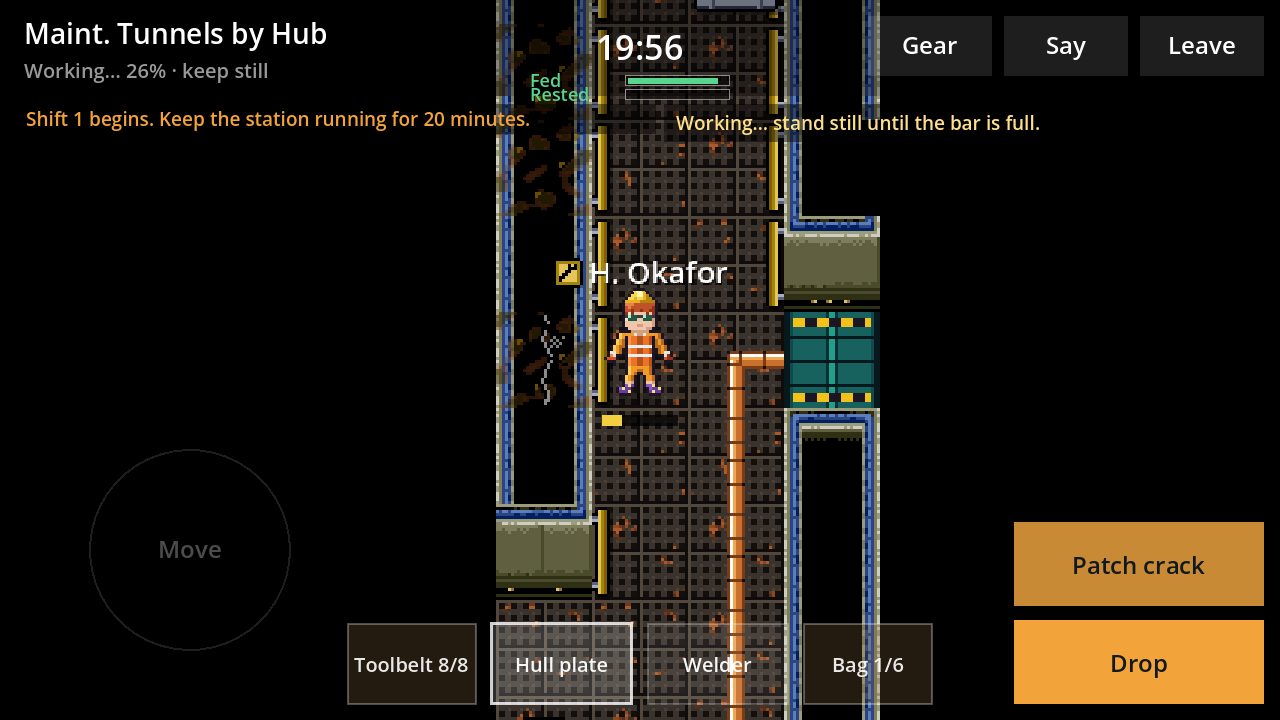 Maint. Tunnels by Hub
Working... 26% · keep still
19:56
Gear
Say
Leave
Fed
Rested
Shift 1 begins. Keep the station running for 20 minutes.
Working... stand still until the bar is full.
H. Okafor
Move
Patch crack
Drop
Toolbelt 8/8
Hull plate
Welder
Bag 1/6